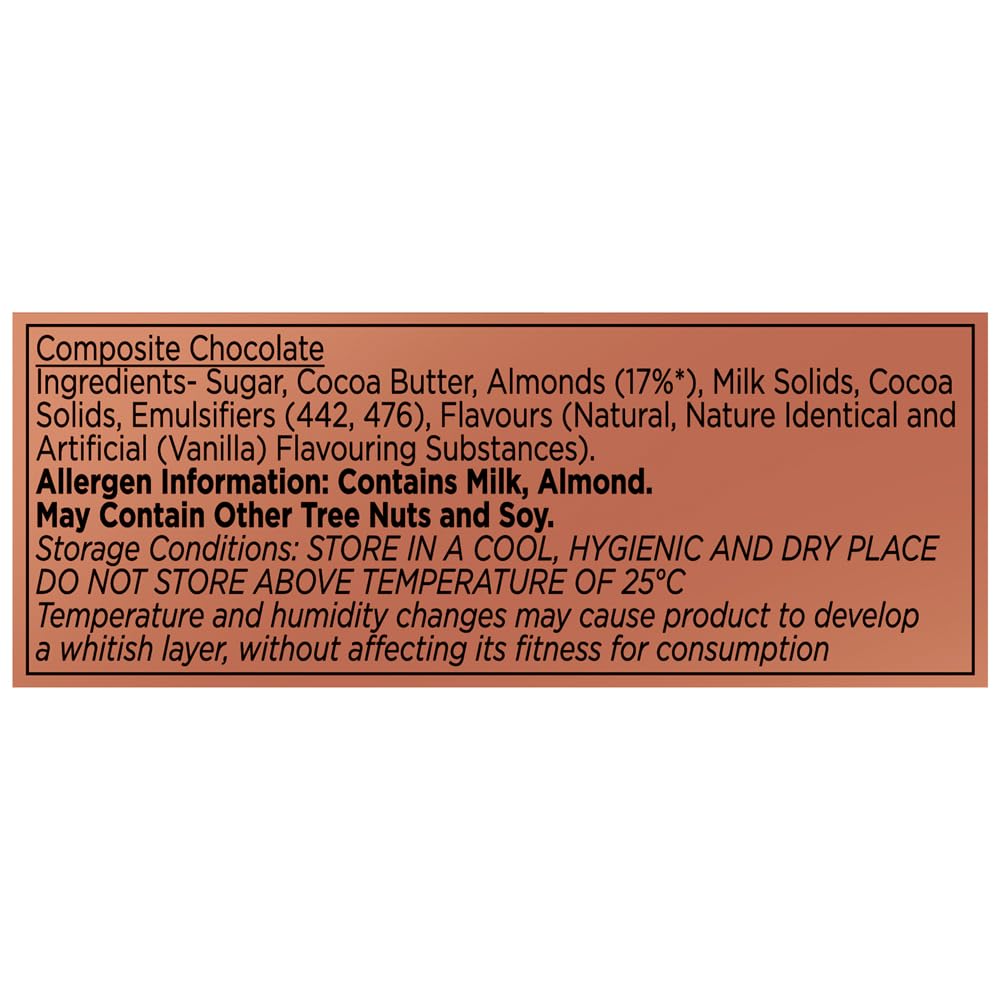 Composite Chocolate
Ingredients- Sugar, Cocoa Butter, Almonds (17%*), Milk Solids, Cocoa
Solids, Emulsifiers (442, 476), Flavours (Natural, Nature Identical and
Artificial (Vanilla) Flavouring Substances).
Allergen Information: Contains Milk, Almond.
May Contain Other Tree Nuts and Soy.
Storage Conditions: STORE IN A COOL, HYGIENIC AND DRY PLACE
DO NOT STORE ABOVE TEMPERATURE OF 25°C
Temperature and humidity changes may cause product to develop
a whitish layer, without affecting its fitness for consumption